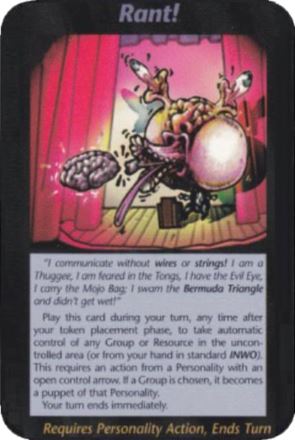 Rant!
"I communicate without wires or strings! I am a
Thuggee, I am feared in the Tongs, I have the Evil Eye,
I carry the Mojo Bag; I swam the Bermuda Triangle
and didn't get wet!"
Play this card during your turn, any time after
your token placement phase, to take automatic
control of any Group or Resource in the uncon-
trolled area (or from your hand in standard INWO).
This requires an action from a Personality with an
open control arrow. If a Group is chosen, it becomes
a puppet of that Personality.
Your turn ends immediately.
Requires Personality Action, Ends Turn